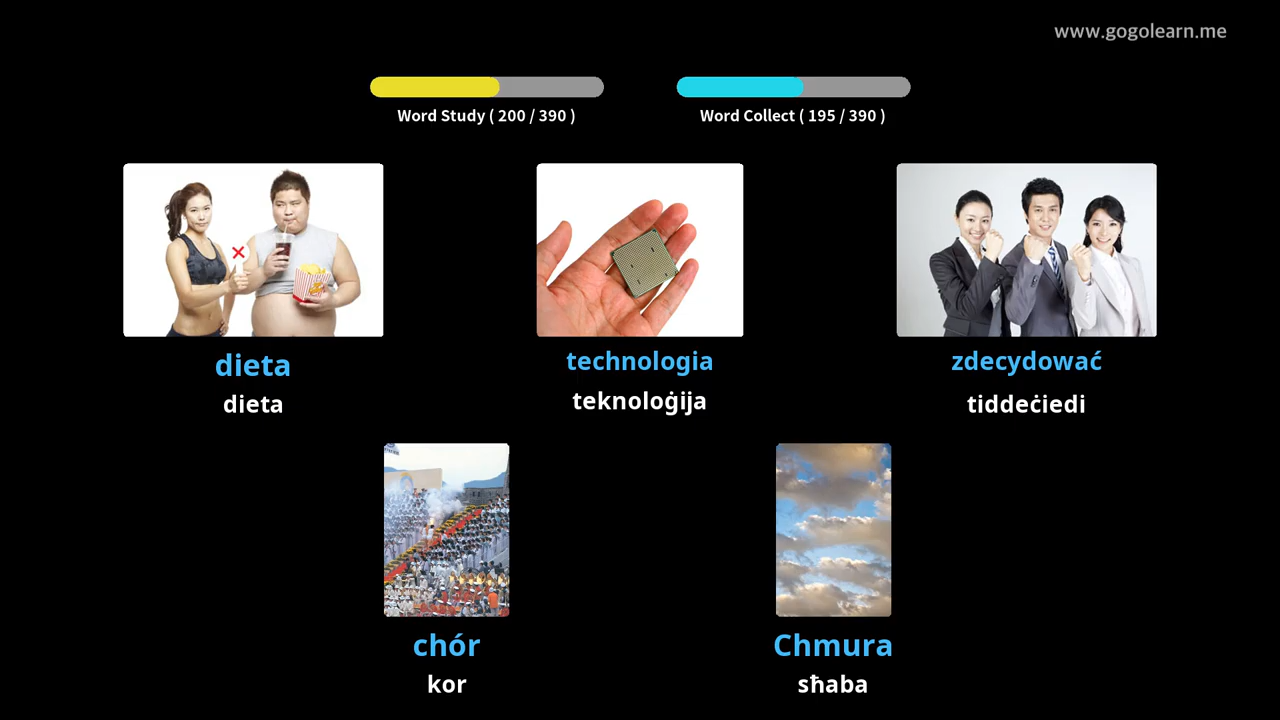 www.gogolearn.me
Word Study ( 200 / 390 )
Word Collect ( 195 / 390 )
dieta
dieta
technologia
teknoloġija
zdecydować
tiddeċiedi
chór
kor
Chmura
sħaba